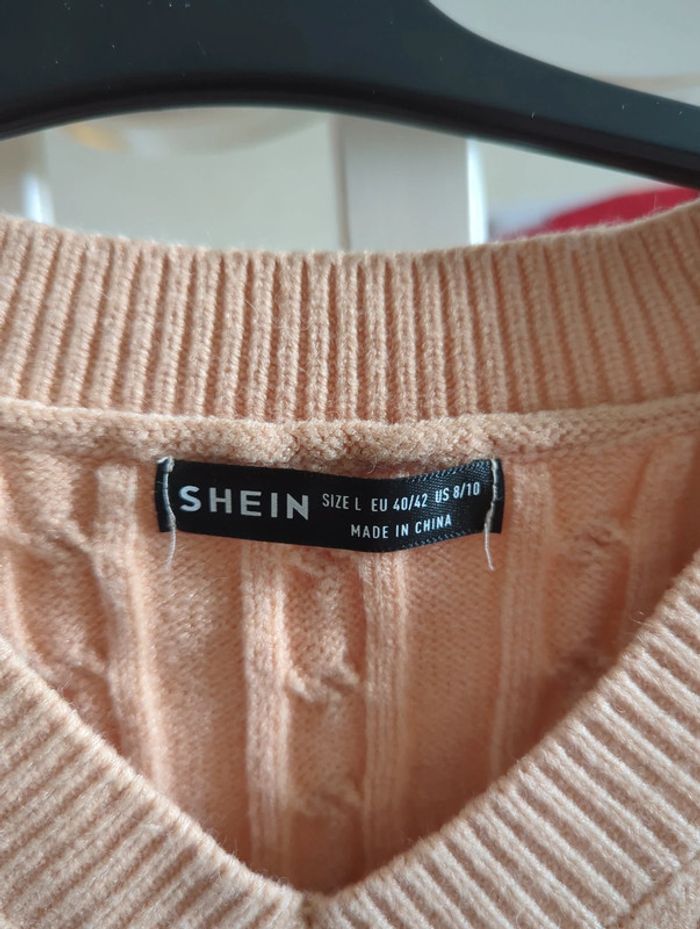 SHEIN SIZE L EU 40/42 US 8/10
MADE IN CHINA